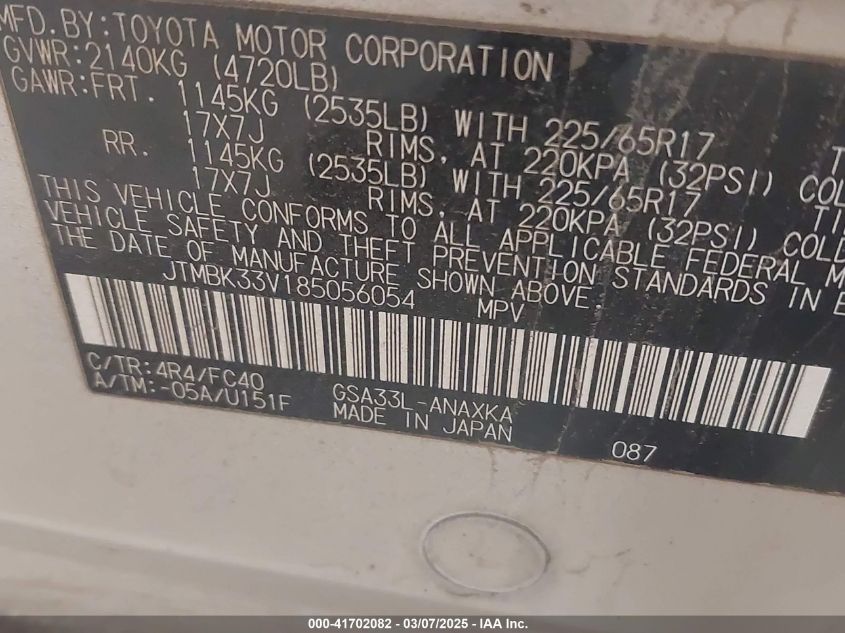 MFD.BY:TOYOTA MOTOR CORPORATION
GVWR:2140KG (4720LB)
GAWR:FRT. 1145KG (2535LB) WITH 225/65R17
17X7J RIMS, AT 220KPA (32PSI) COL
RR. 1145KG (2535LB) WITH 225/65R17
17X7J RIMS, AT 220KPA (32PSI) COLD
THIS VEHICLE CONFORMS TO ALL APPLICABLE FEDERAL M
VEHICLE SAFETY AND THEFT PREVENTION STANDARDS IN E
THE DATE OF MANUFACTURE SHOWN ABOVE.
JTMBK33V185056054 MPV
C/TR:4R4/FC40
A/TM:-05A/U151F
GSA33L-ANAXKA
MADE IN JAPAN
087
000-41702082 - 03/07/2025 - IAA Inc.